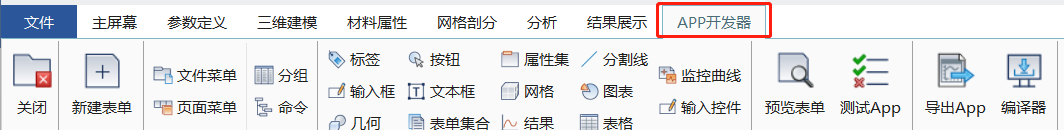 文件 主屏幕 参数定义 三维建模 材料属性 网格剖分 分析 结果展示 APP开发器
标签 按钮 属性集 分割线
文件菜单 分组 监控曲线
输入框 文本框 网格 图表
关闭 新建表单 页面菜单 命令 输入控件 预览表单 测试App 导出App 编译器
几何 表单集合 结果 表格